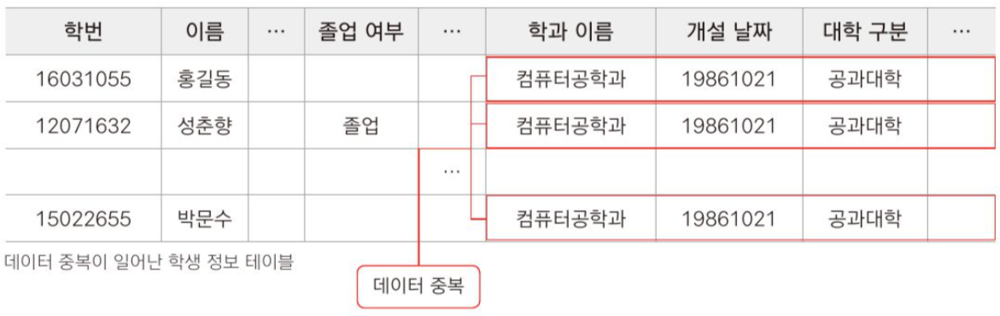 학번 이름 … 졸업 여부 … 학과 이름 개설 날짜 대학 구분 …
16031055 홍길동 컴퓨터공학과 19861021 공과대학
12071632 성춘향 졸업 컴퓨터공학과 19861021 공과대학
…
15022655 박문수 컴퓨터공학과 19861021 공과대학
데이터 중복이 일어난 학생 정보 테이블
데이터 중복